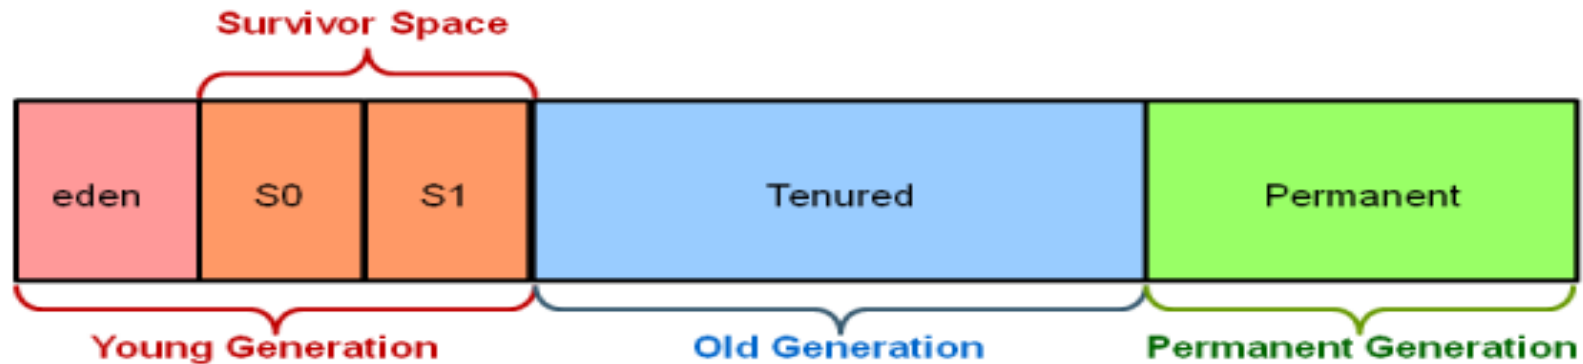 Survivor Space
eden S0 S1 Tenured Permanent
Young Generation Old Generation Permanent Generation